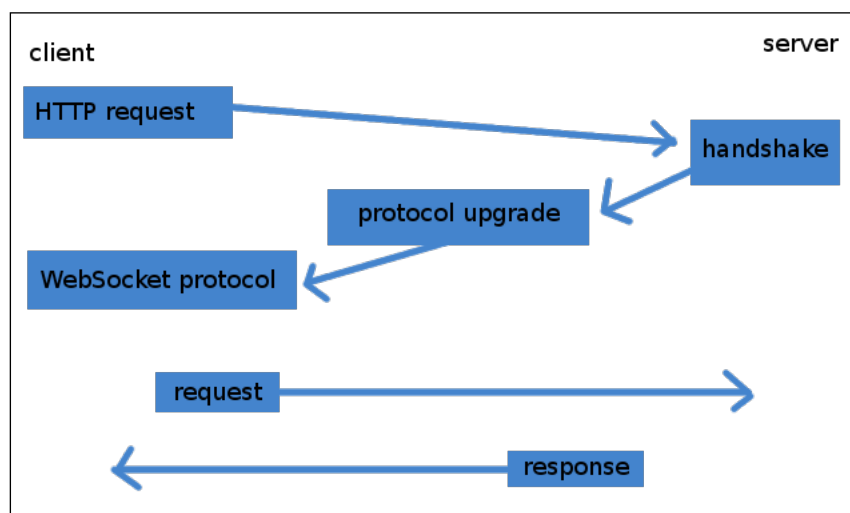 client
server
HTTP request
handshake
protocol upgrade
WebSocket protocol
request
response